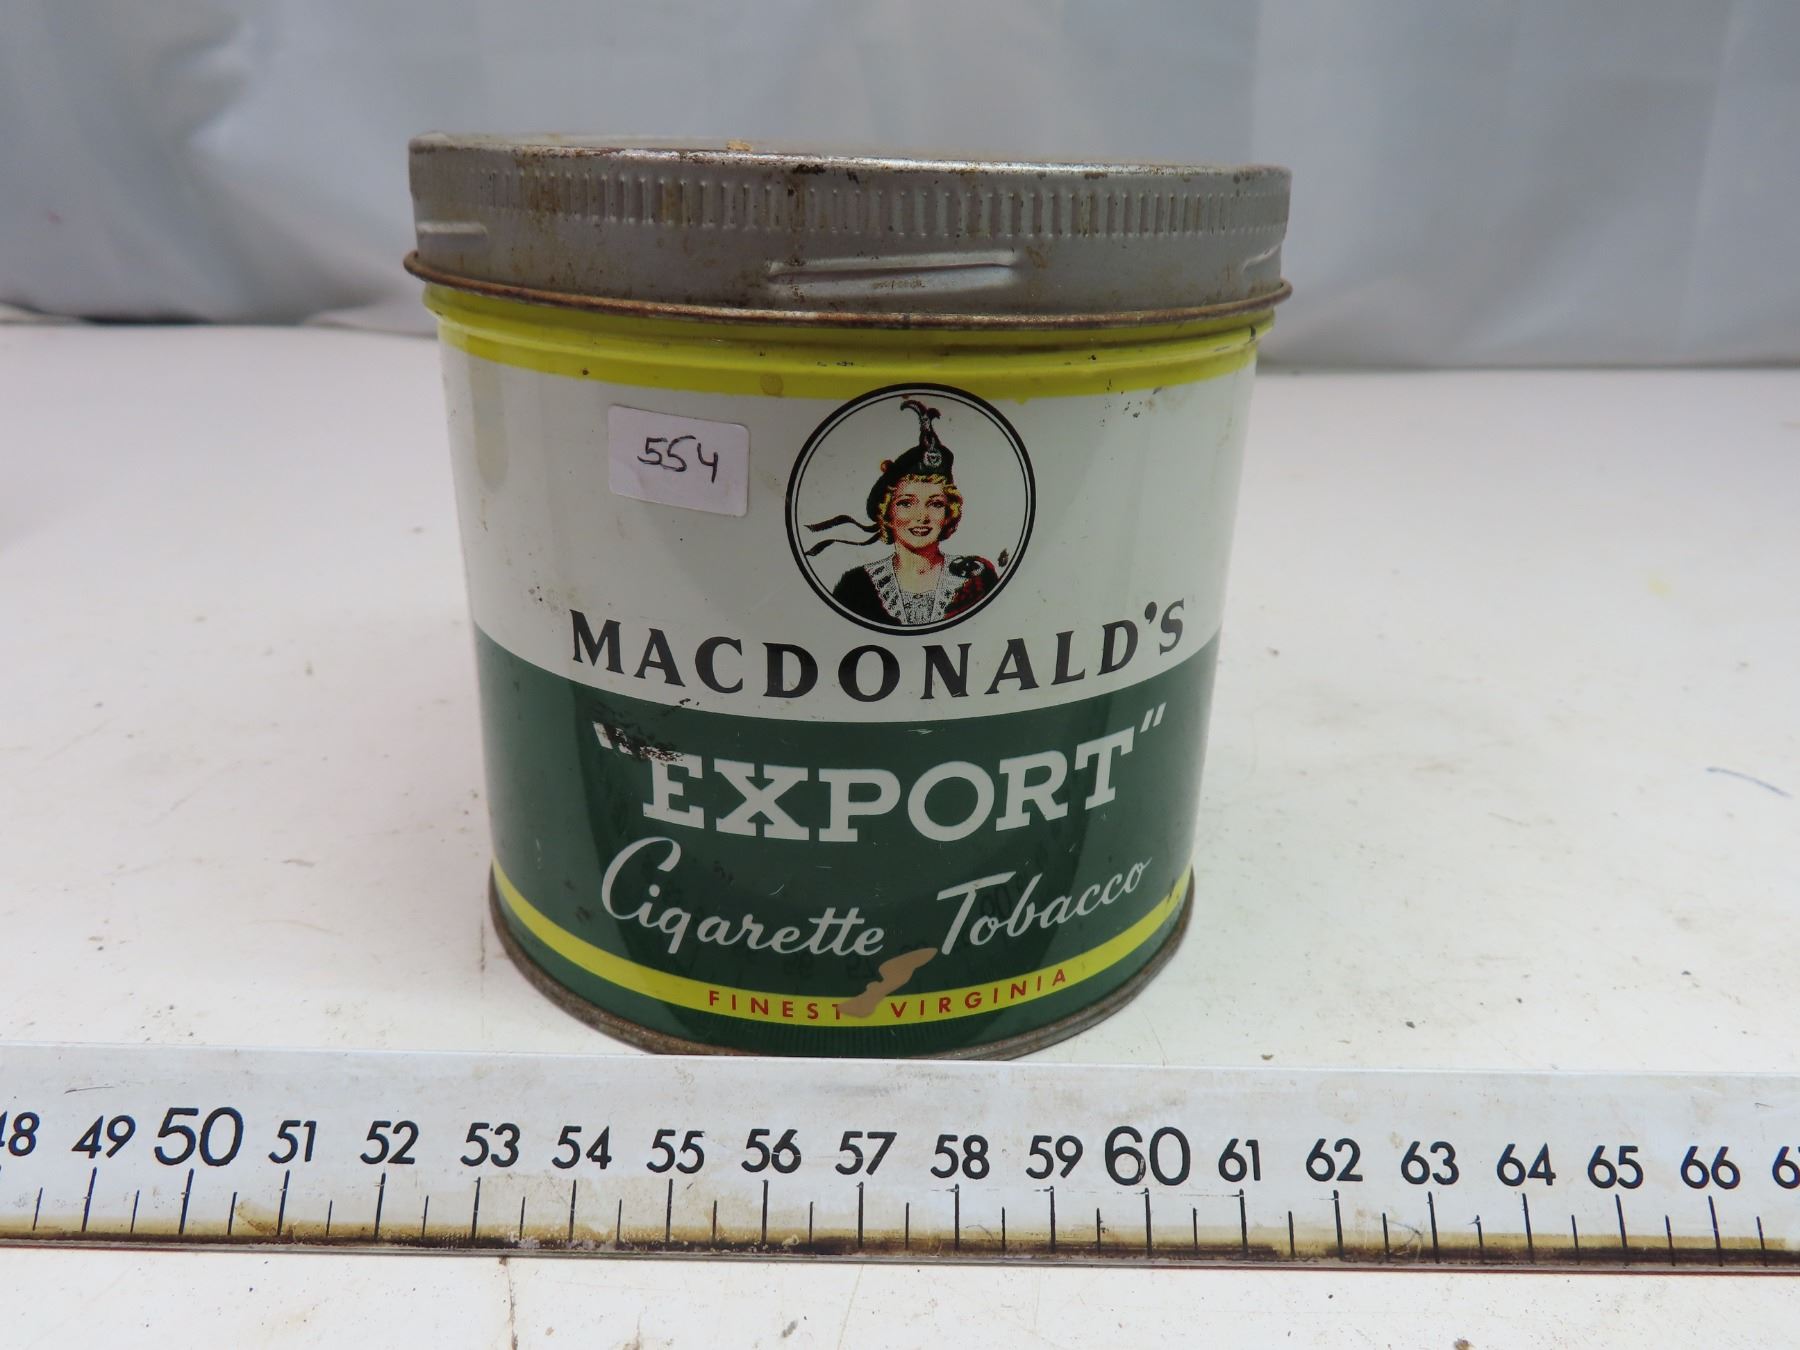 554
MACDONALD'S
"EXPORT"
Cigarette Tobacco
FINEST VIRGINIA
48 49 50 51 52 53 54 55 56 57 58 59 60 61 62 63 64 65 66